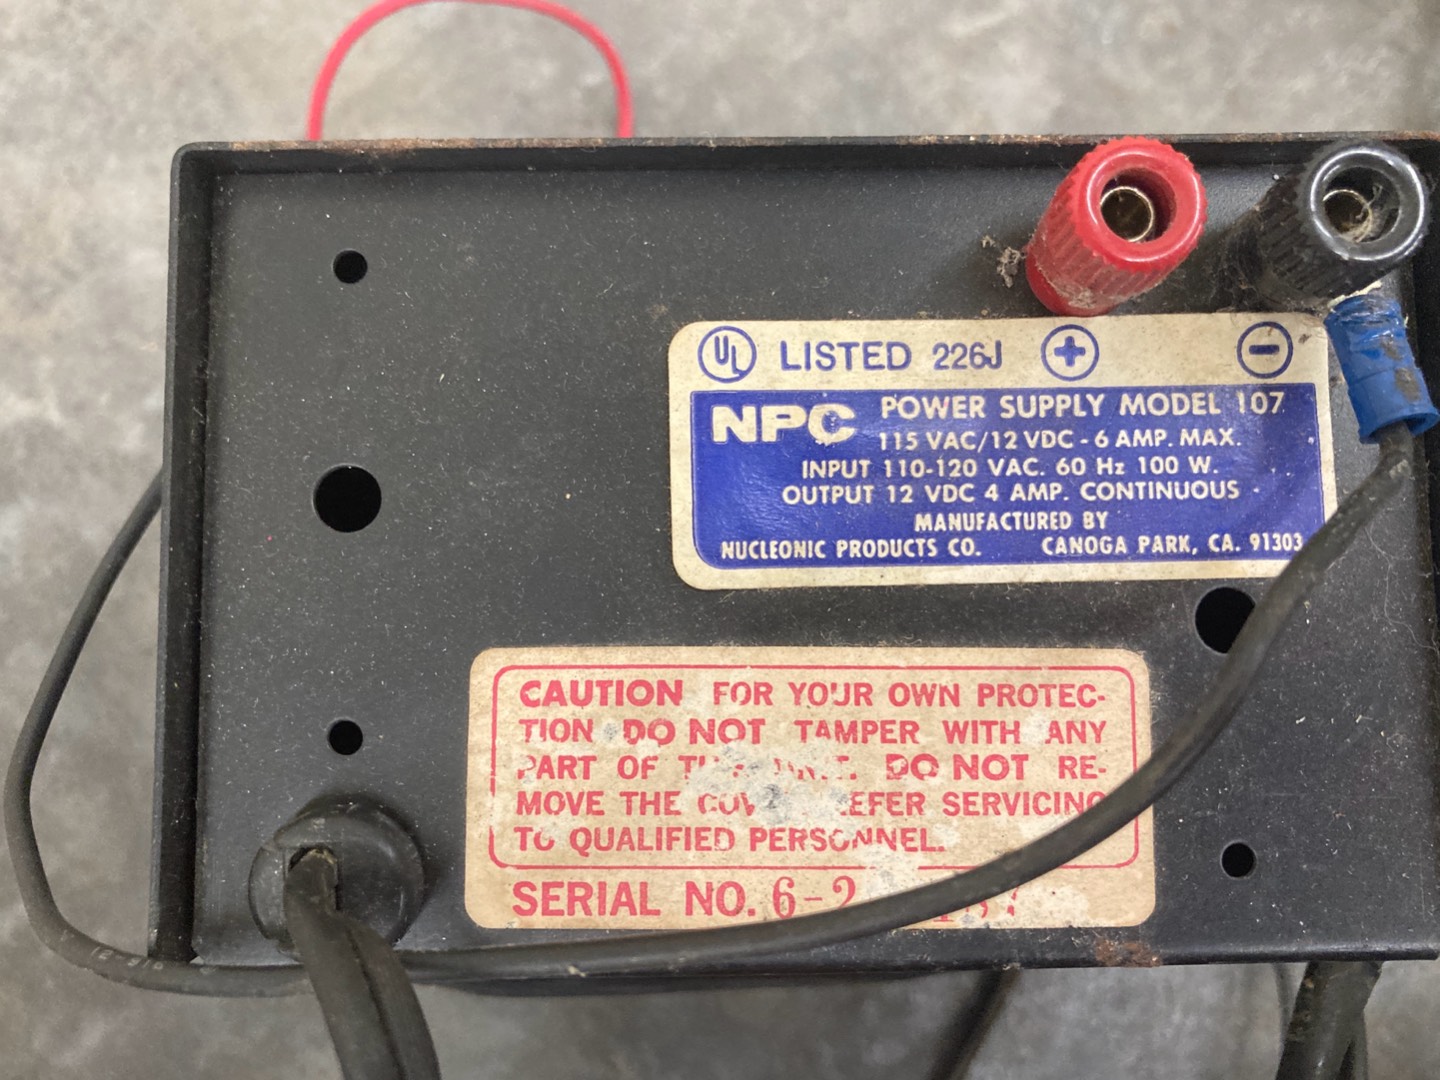 UL LISTED 226J + −
NPC POWER SUPPLY MODEL 107
115 VAC/12 VDC - 6 AMP. MAX.
INPUT 110-120 VAC. 60 Hz 100 W.
OUTPUT 12 VDC 4 AMP. CONTINUOUS
MANUFACTURED BY
NUCLEONIC PRODUCTS CO. CANOGA PARK, CA. 91303
CAUTION FOR YOUR OWN PROTEC-
TION DO NOT TAMPER WITH ANY
PART OF DO NOT RE-
MOVE THE SERVICING
TO QUALIFIED PERSONNEL.
SERIAL NO. 6-2